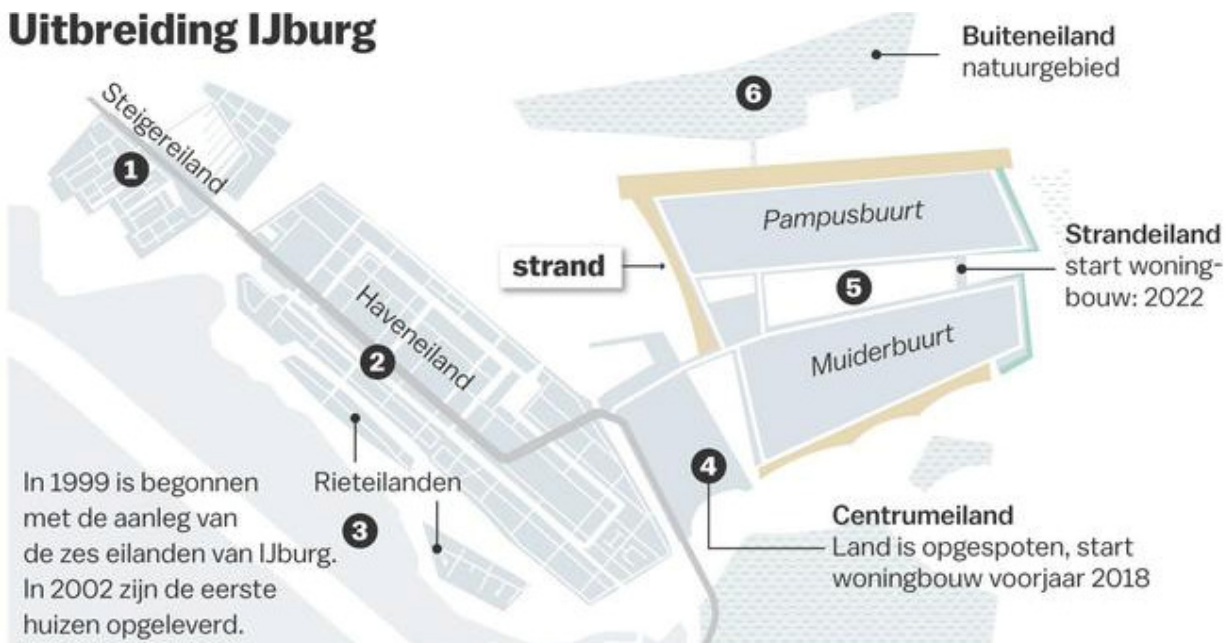 Uitbreiding IJburg
Buiteneiland
natuurgebied
6
Steigereiland
1
Pampusbuurt
strand
Strandeiland
start woning-
bouw: 2022
5
Haveneiland
2
Muiderbuurt
4
Rieteilanden
3
In 1999 is begonnen
met de aanleg van
de zes eilanden van IJburg.
In 2002 zijn de eerste
huizen opgeleverd.
Centrumeiland
Land is opgespoten, start
woningbouw voorjaar 2018